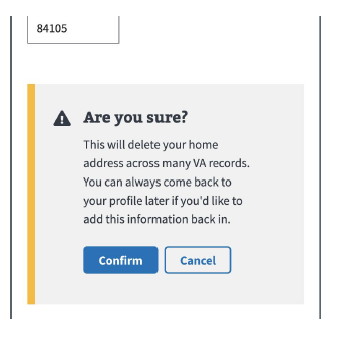 84105
Are you sure?
This will delete your home
address across many VA records.
You can always come back to
your profile later if you'd like to
add this information back in.
Confirm
Cancel